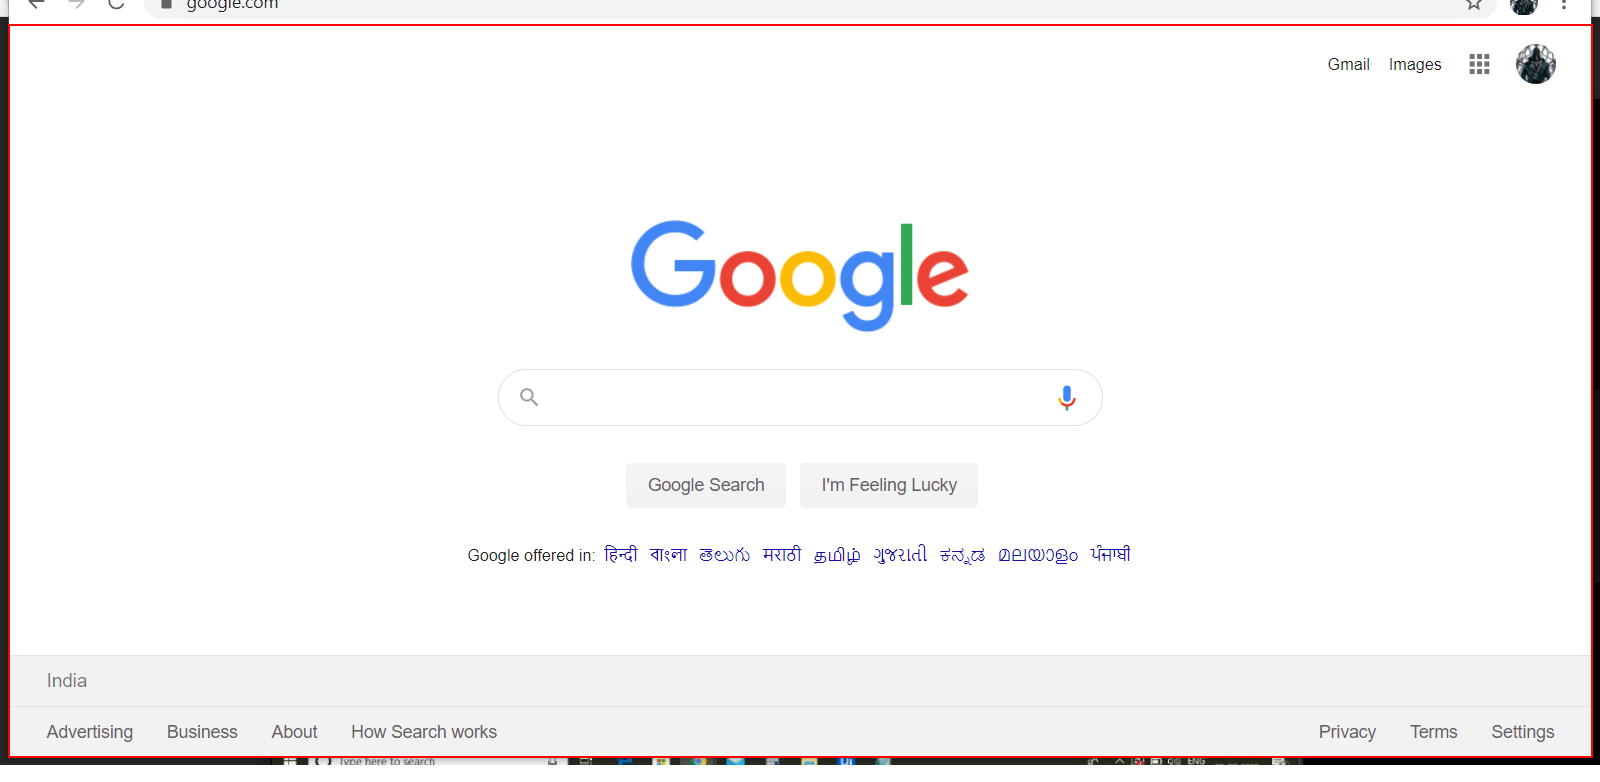 google.com
Gmail Images
Google
Google Search I'm Feeling Lucky
Google offered in: हिन्दी বাংলা తెలుగు मराठी தமிழ் ગુજરાતી ಕನ್ನಡ മലയാളം ਪੰਜਾਬੀ
India
Advertising Business About How Search works Privacy Terms Settings
Type here to search ENG